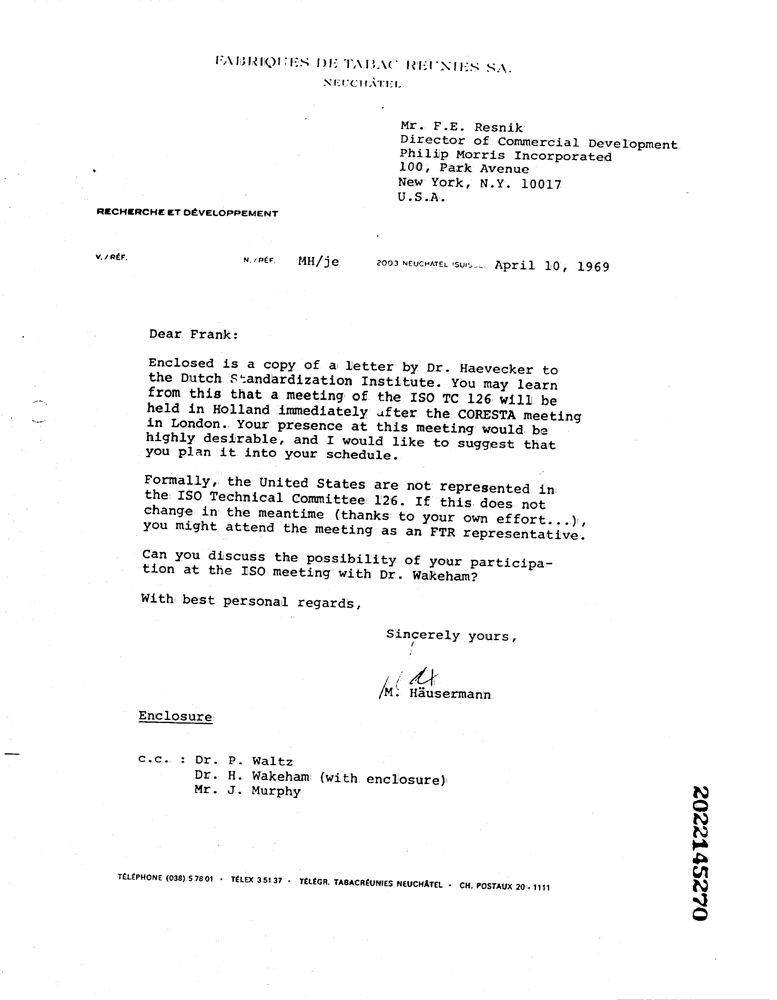 FABRIQUES DE TABAC REUNIES SA.
NEUCHÂTEL
Mr. F.E. Resnik
Director of Commercial Development
Philip Morris Incorporated
100, Park Avenue
New York, N.Y. 10017
U.S.A.
RECHERCHE ET DÉVELOPPEMENT
V./RÉF. N./RÉF. MH/je 2003 NEUCHATEL April 10, 1969
Dear Frank:
Enclosed is a copy of a letter by Dr. Haevecker to
the Dutch Standardization Institute. You may learn
from this that a meeting of the ISO TC 126 will be
held in Holland immediately after the CORESTA meeting
in London. Your presence at this meeting would be
highly desirable, and I would like to suggest that
you plan it into your schedule.
Formally, the United States are not represented in
the ISO Technical Committee 126. If this does not
change in the meantime (thanks to your own effort...),
you might attend the meeting as an FTR representative.
Can you discuss the possibility of your participa-
tion at the ISO meeting with Dr. Wakeham?
With best personal regards,
Sincerely yours,
M. Häusermann
Enclosure
c.c. : Dr. P. Waltz
Dr. H. Wakeham (with enclosure)
Mr. J. Murphy
TÉLÉPHONE (038) 5 78 01 - TÉLEX 3 51 37 - TÉLÉGR. TABACRÉUNIES NEUCHÂTEL - CH. POSTAUX 20 - 1111
2022145270